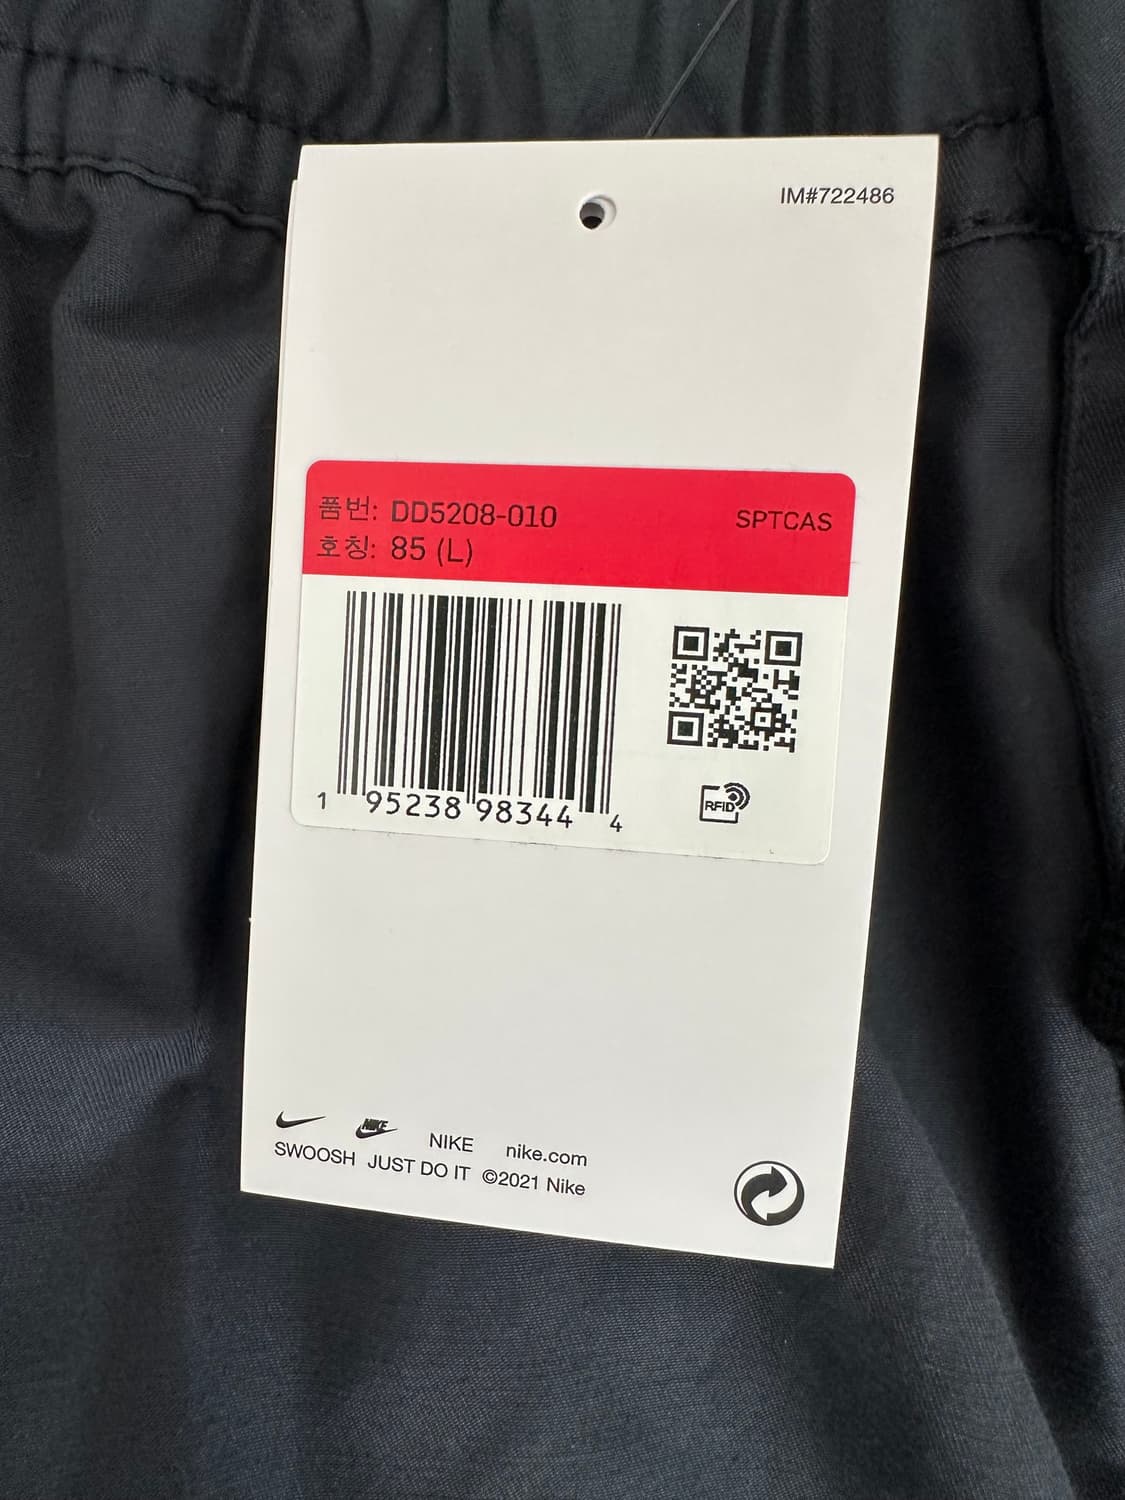 IM#722486
품번: DD5208-010
SPTCAS
호칭: 85 (L)
1 95238 98344 4
RFID
NIKE
NIKE nike.com
SWOOSH JUST DO IT ©2021 Nike